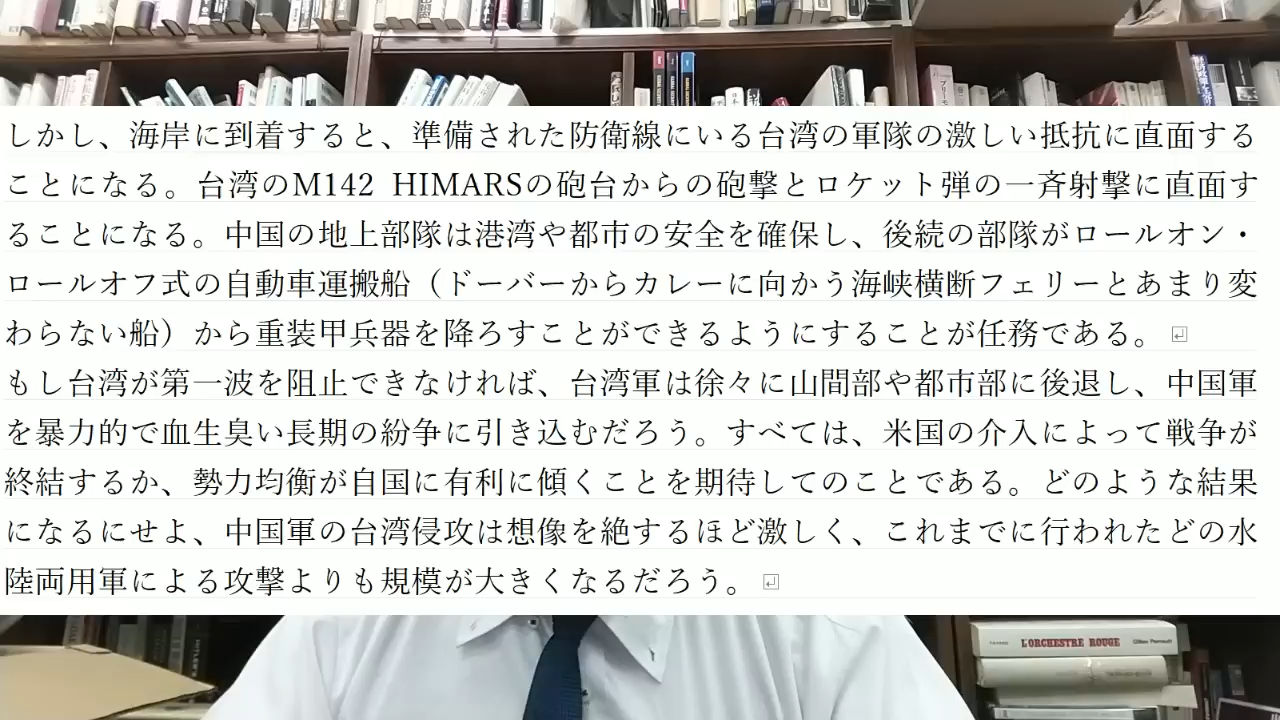 しかし、海岸に到着すると、準備された防衛線にいる台湾の軍隊の激しい抵抗に直面する
ことになる。台湾のM142 HIMARSの砲台からの砲撃とロケット弾の一斉射撃に直面す
ることになる。中国の地上部隊は港湾や都市の安全を確保し、後続の部隊がロールオン・
ロールオフ式の自動車運搬船（ドーバーからカレーに向かう海峡横断フェリーとあまり変
わらない船）から重装甲兵器を降ろすことができるようにすることが任務である。
もし台湾が第一波を阻止できなければ、台湾軍は徐々に山間部や都市部に後退し、中国軍
を暴力的で血生臭い長期の紛争に引き込むだろう。すべては、米国の介入によって戦争が
終結するか、勢力均衡が自国に有利に傾くことを期待してのことである。どのような結果
になるにせよ、中国軍の台湾侵攻は想像を絶するほど激しく、これまでに行われたどの水
陸両用軍による攻撃よりも規模が大きくなるだろう。
L'ORCHESTRE ROUGE